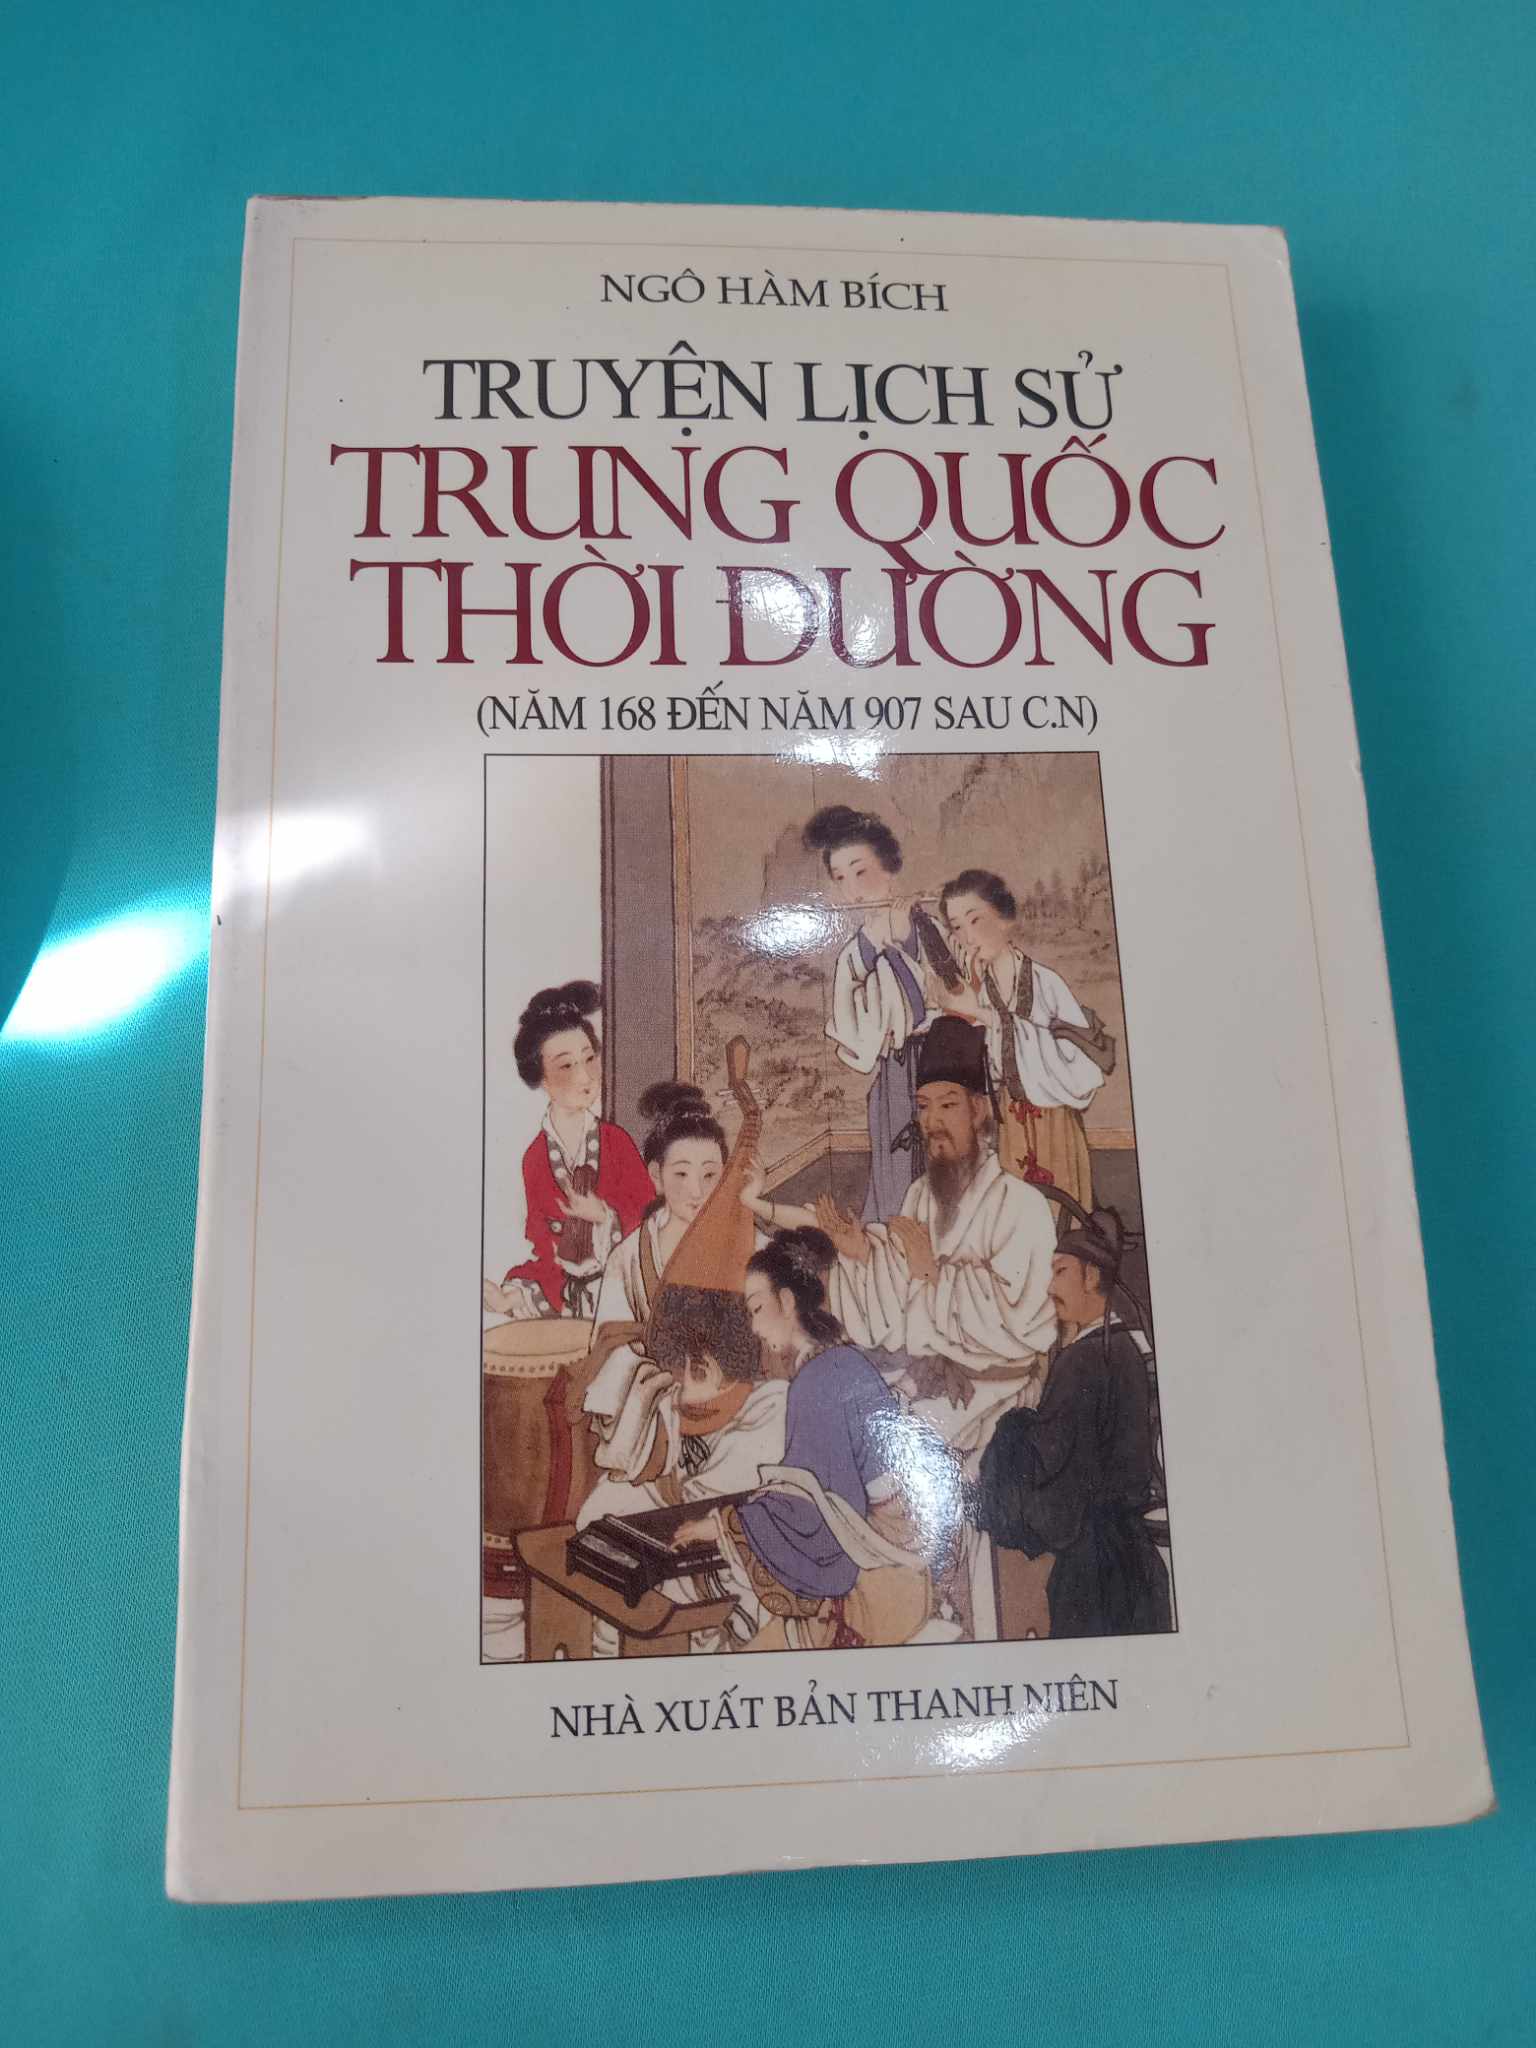 NGÔ HÀM BÍCH
TRUYỆN LỊCH SỬ
TRUNG QUỐC
THỜI ĐƯỜNG
(NĂM 168 ĐẾN NĂM 907 SAU C.N)
NHÀ XUẤT BẢN THANH NIÊN